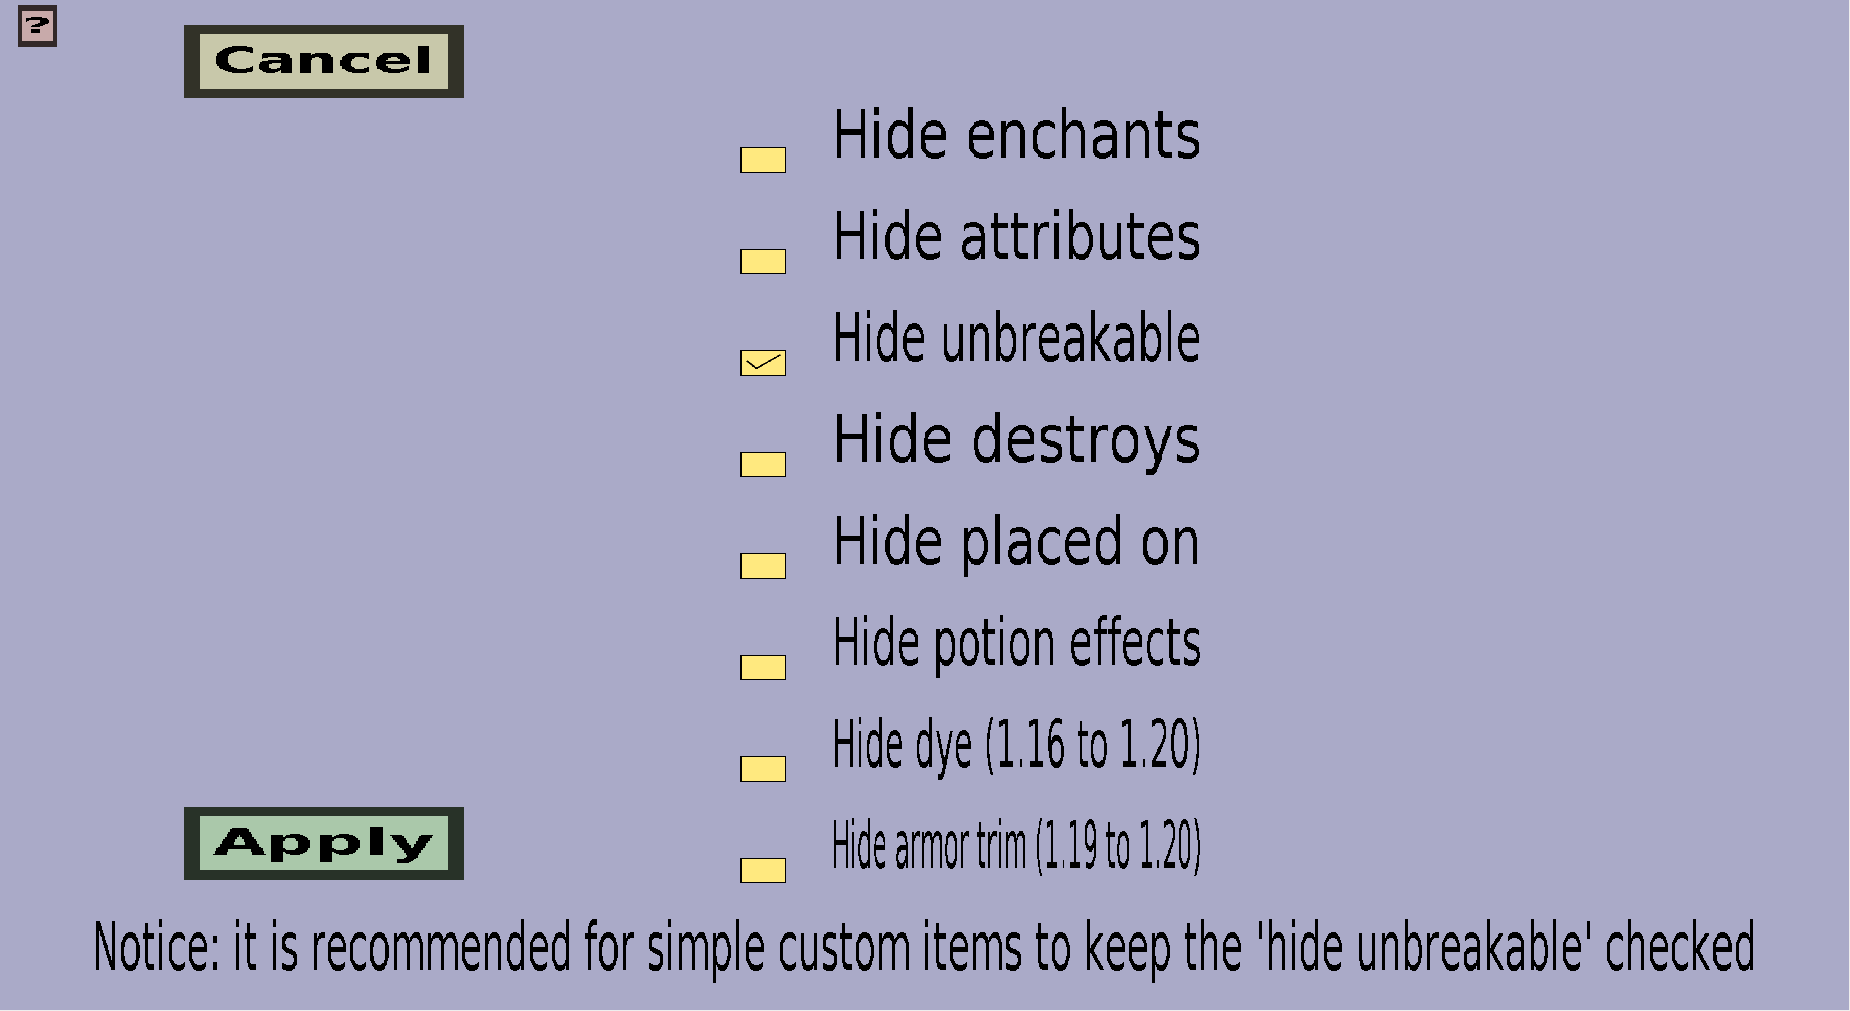 ?
Cancel
Hide enchants
Hide attributes
Hide unbreakable
Hide destroys
Hide placed on
Hide potion effects
Hide dye (1.16 to 1.20)
Apply
Hide armor trim (1.19 to 1.20)
Notice: it is recommended for simple custom items to keep the 'hide unbreakable' checked